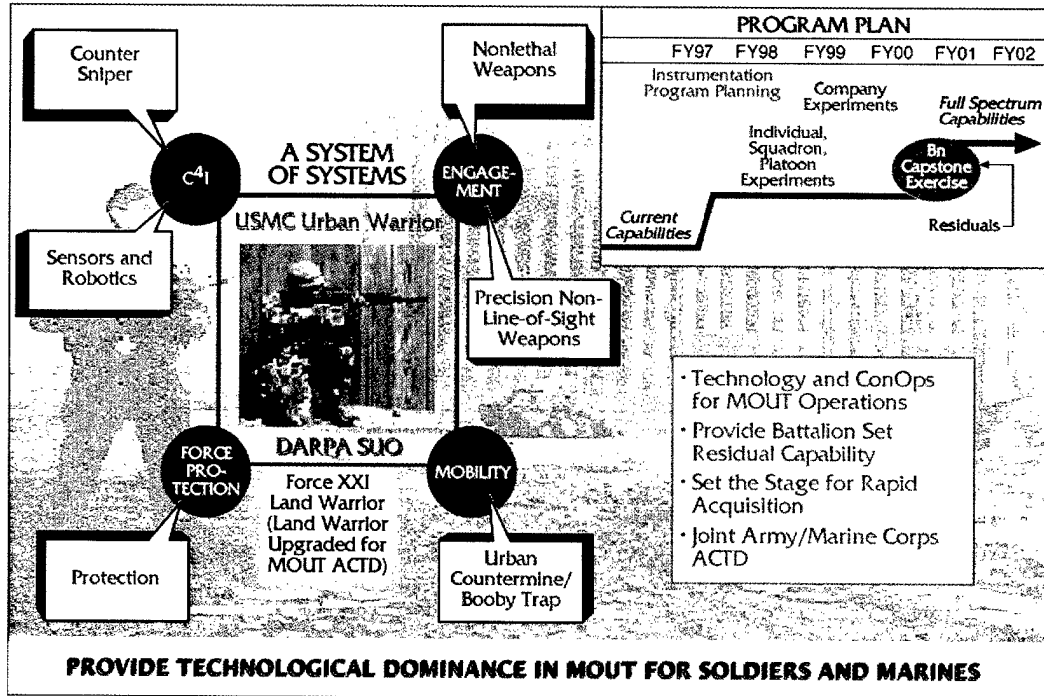 Counter
Sniper
C4I
Sensors and
Robotics
A SYSTEM
OF SYSTEMS
USMC Urban Warrior
Nonlethal
Weapons
ENGAGE-
MENT
Precision Non-
Line-of-Sight
Weapons
FORCE
PRO-
TECTION
Protection
DARPA SUO
Force XXI
Land Warrior
(Land Warrior
Upgraded for
MOUT ACTD)
MOBILITY
Urban
Countermine/
Booby Trap
PROGRAM PLAN
FY97 FY98 FY99 FY00 FY01 FY02
Instrumentation
Program Planning
Company
Experiments
Full Spectrum
Capabilities
Individual,
Squadron,
Platoon
Experiments
Bn
Capstone
Exercise
Current
Capabilities
Residuals
· Technology and ConOps
for MOUT Operations
· Provide Battalion Set
Residual Capability
· Set the Stage for Rapid
Acquisition
· Joint Army/Marine Corps
ACTD
PROVIDE TECHNOLOGICAL DOMINANCE IN MOUT FOR SOLDIERS AND MARINES